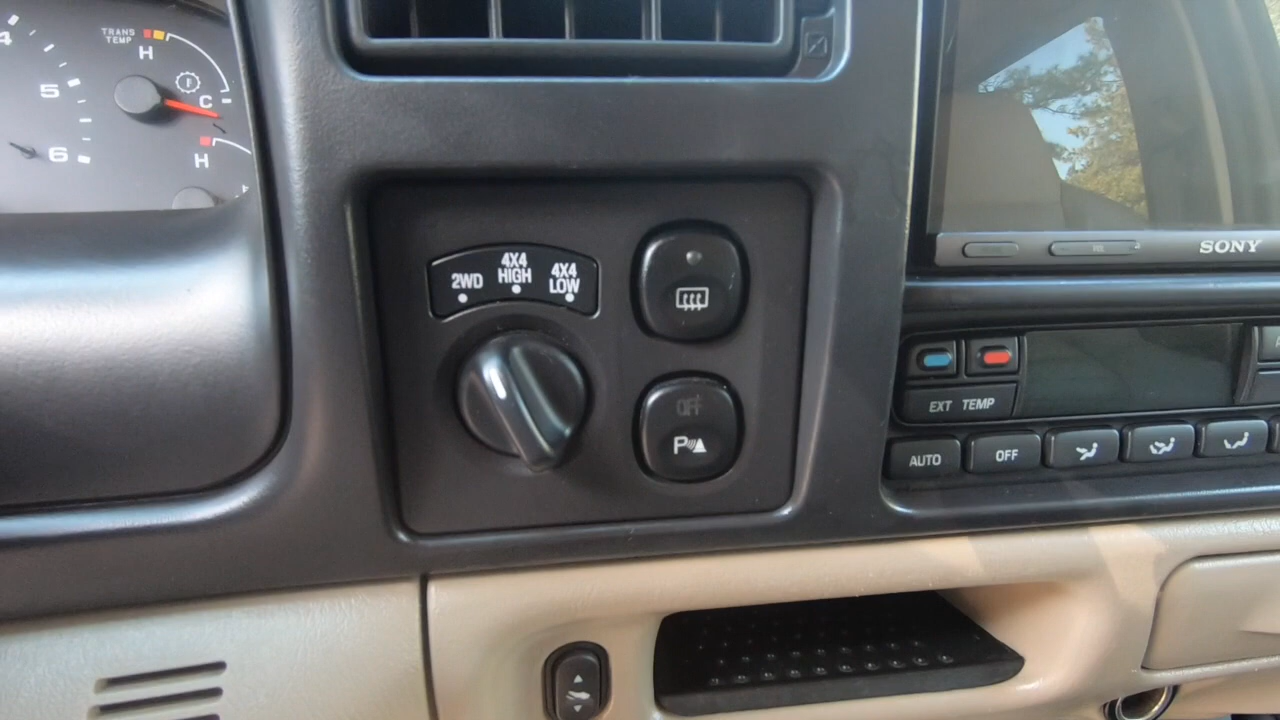 4
5
6
TRANS
TEMP
H
F
C
H
2WD
4X4
HIGH
4X4
LOW
OFF
P
SONY
EXT TEMP
AUTO
OFF